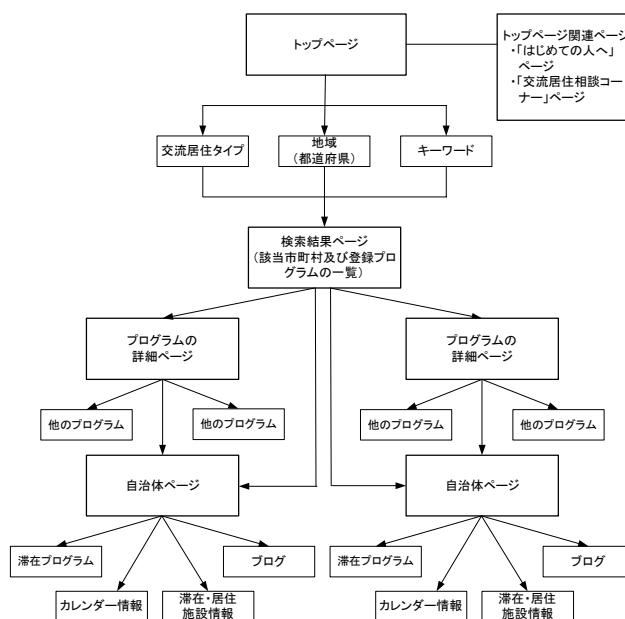 トップページ
トップページ関連ページ
・「はじめての人へ」
ページ
・「交流居住相談コー
ナー」ページ
交流居住タイプ
地域
(都道府県)
キーワード
検索結果ページ
(該当市町村及び登録プロ
グラムの一覧)
プログラムの
詳細ページ
プログラムの
詳細ページ
他のプログラム
他のプログラム
他のプログラム
他のプログラム
自治体ページ
自治体ページ
滞在プログラム
ブログ
滞在プログラム
ブログ
カレンダー情報
滞在・居住
施設情報
カレンダー情報
滞在・居住
施設情報